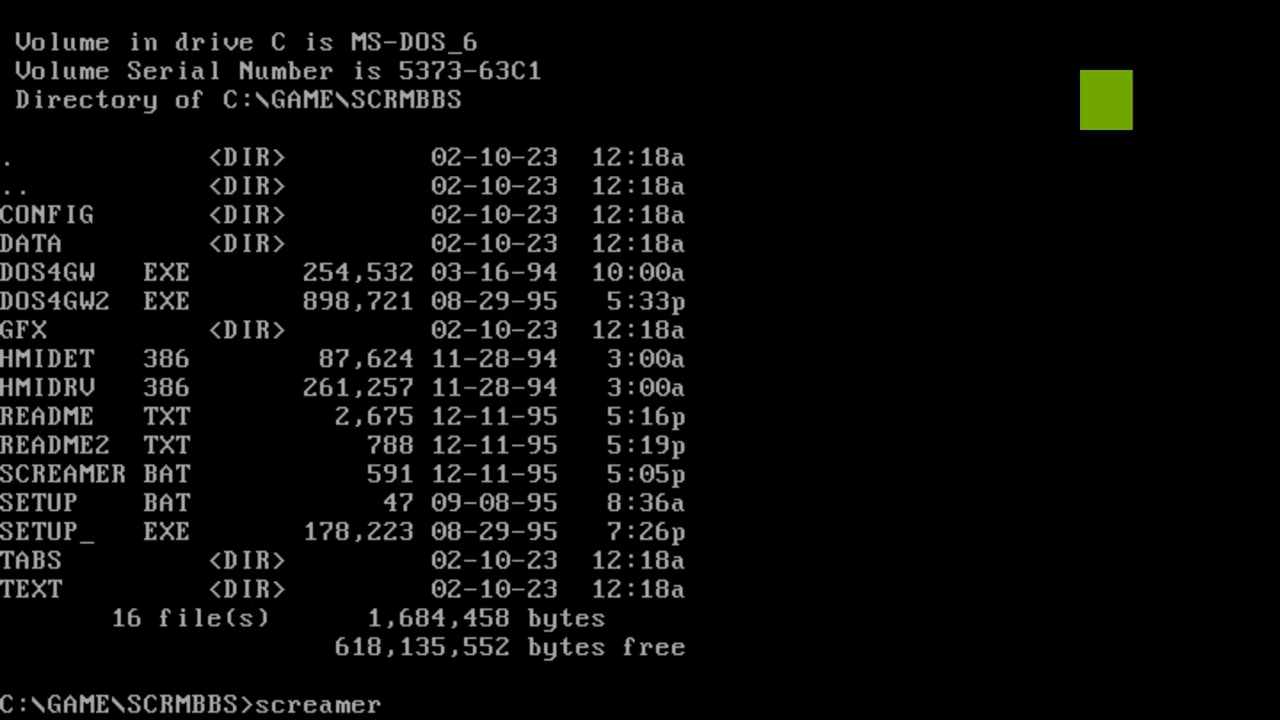 Volume in drive C is MS-DOS_6
Volume Serial Number is 5373-63C1
Directory of C:\GAME\SCRMBBS
. <DIR> 02-10-23 12:18a
.. <DIR> 02-10-23 12:18a
CONFIG <DIR> 02-10-23 12:18a
DATA <DIR> 02-10-23 12:18a
DOS4GW EXE 254,532 03-16-94 10:00a
DOS4GW2 EXE 898,721 08-29-95 5:33p
GFX <DIR> 02-10-23 12:18a
HMIDET 386 87,624 11-28-94 3:00a
HMIDRV 386 261,257 11-28-94 3:00a
README TXT 2,675 12-11-95 5:16p
README2 TXT 788 12-11-95 5:19p
SCREAMER BAT 591 12-11-95 5:05p
SETUP BAT 47 09-08-95 8:36a
SETUP_ EXE 178,223 08-29-95 7:26p
TABS <DIR> 02-10-23 12:18a
TEXT <DIR> 02-10-23 12:18a
16 file(s) 1,684,458 bytes
618,135,552 bytes free
C:\GAME\SCRMBBS>screamer